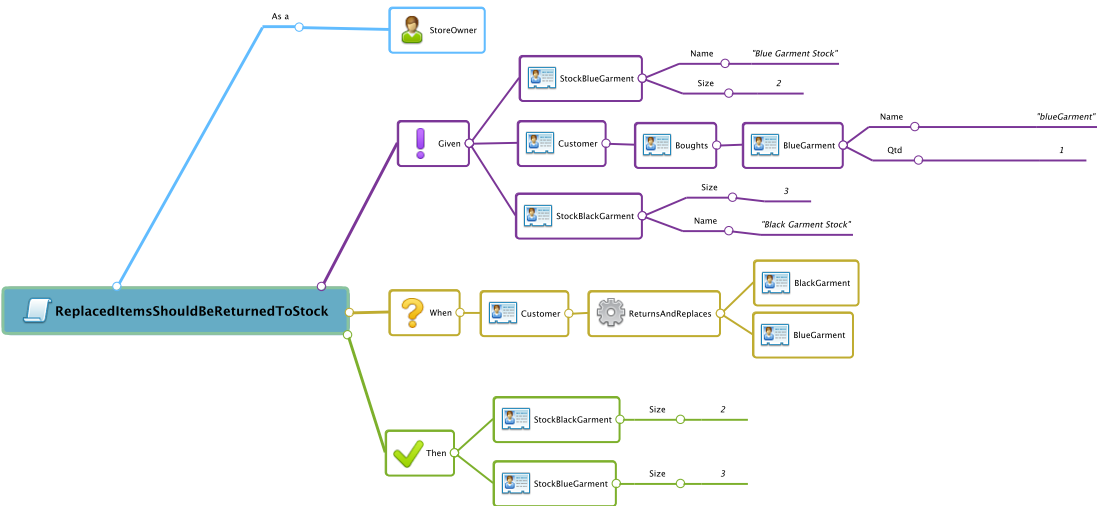 As a
StoreOwner
Name
"Blue Garment Stock"
StockBlueGarment
Size
2
Given
Customer
Boughts
BlueGarment
Name
"blueGarment"
Qtd
1
StockBlackGarment
Size
3
Name
"Black Garment Stock"
ReplacedItemsShouldBeReturnedToStock
When
Customer
ReturnsAndReplaces
BlackGarment
BlueGarment
Then
StockBlackGarment
Size
2
StockBlueGarment
Size
3